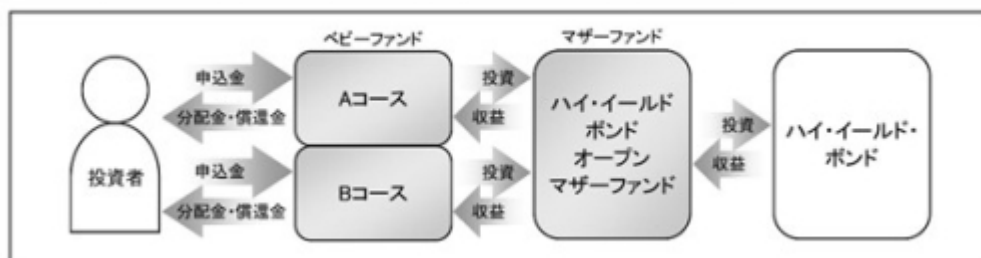 ベビーファンド
マザーファンド
申込金
分配金・償還金
Aコース
投資
収益
申込金
分配金・償還金
Bコース
投資
収益
投資者
ハイ・イールド
ボンド
オープン
マザーファンド
投資
収益
ハイ・イールド・
ボンド